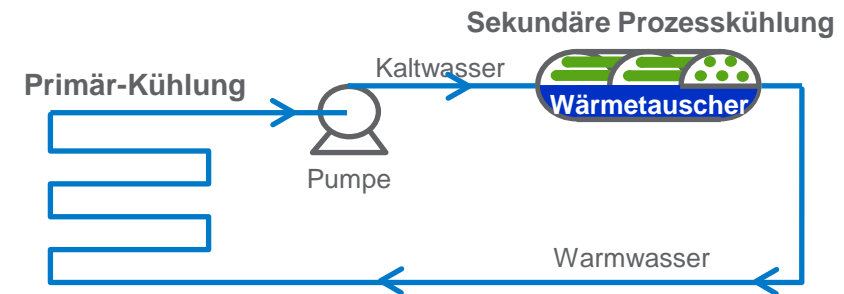 Sekundäre Prozesskühlung
Kaltwasser
Primär-Kühlung
Wärmetauscher
Pumpe
Warmwasser